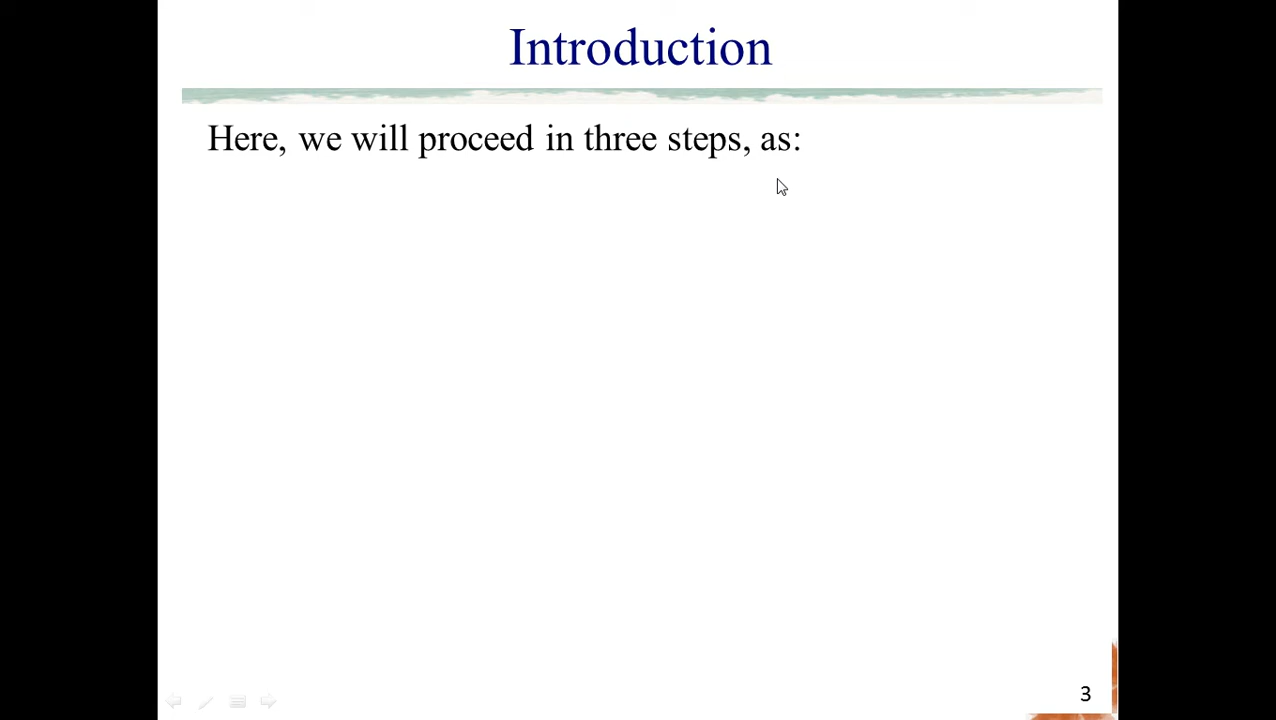 Introduction
Here, we will proceed in three steps, as:
3